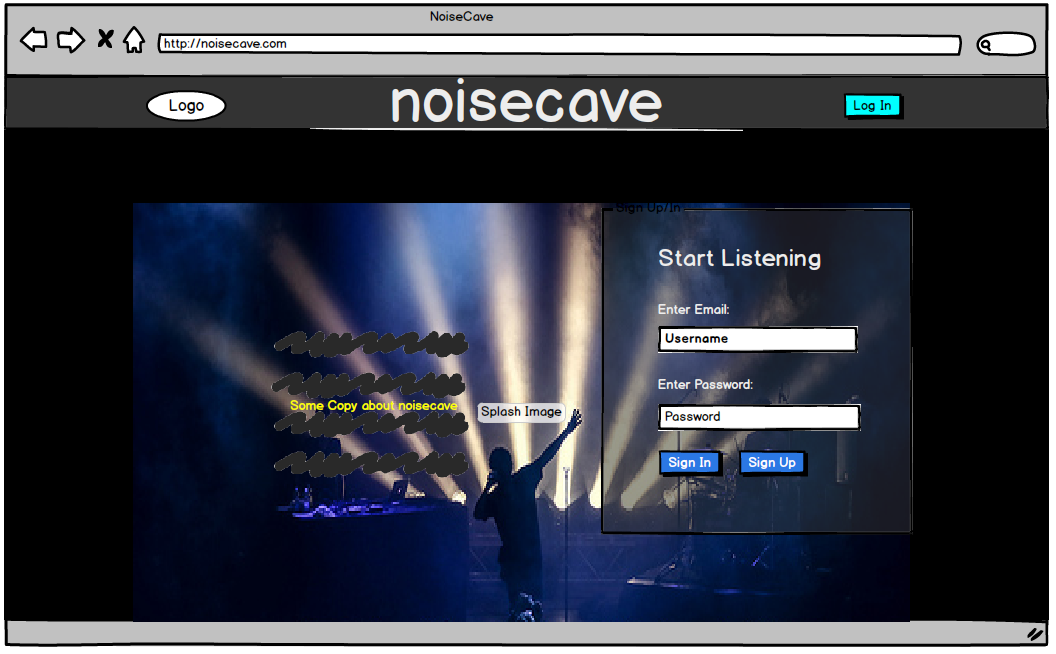 NoiseCave
http://noisecave.com
Logo
noisecave
Log In
Sign Up/In
Start Listening
Enter Email:
Username
Enter Password:
Some Copy about noisecave
Splash Image
Password
Sign In
Sign Up